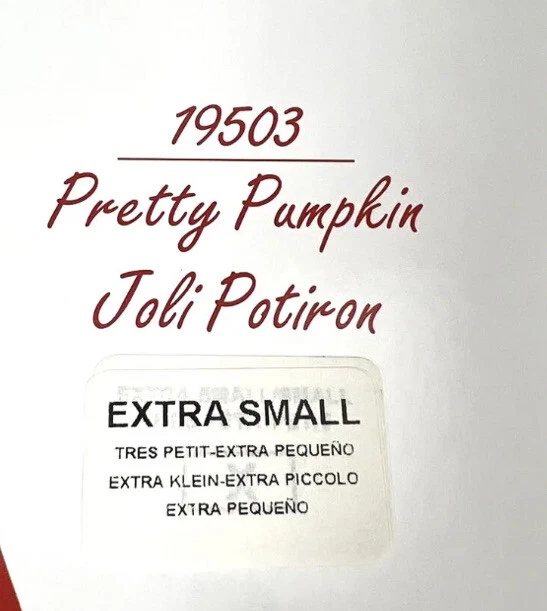 19503
Pretty Pumpkin
Joli Potiron
EXTRA SMALL
TRES PETIT-EXTRA PEQUEÑO
EXTRA KLEIN-EXTRA PICCOLO
EXTRA PEQUEÑO